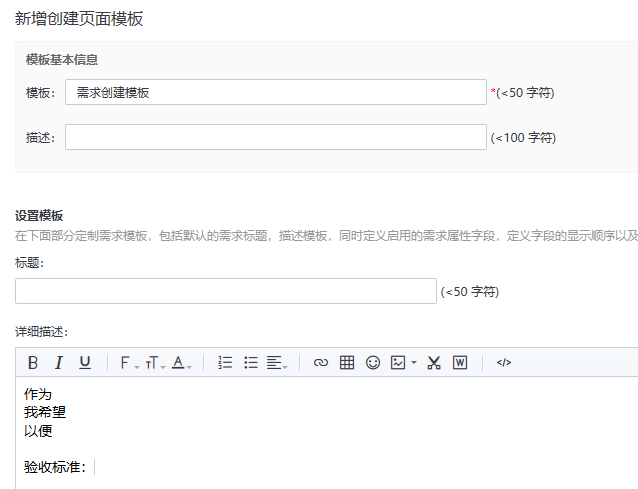 新增创建页面模板
模板基本信息
模板： 需求创建模板 *(<50 字符)
描述： (<100 字符)
设置模板
在下面部分定制需求模板，包括默认的需求标题，描述模板，同时定义启用的需求属性字段，定义字段的显示顺序以及
标题：
(<50 字符)
详细描述：
B I U F TT A W </>
作为
我希望
以便
验收标准：